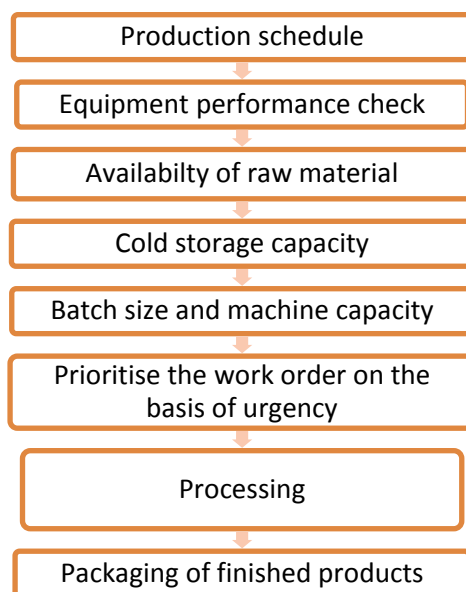 Production schedule
Equipment performance check
Availabilty of raw material
Cold storage capacity
Batch size and machine capacity
Prioritise the work order on the
basis of urgency
Processing
Packaging of finished products